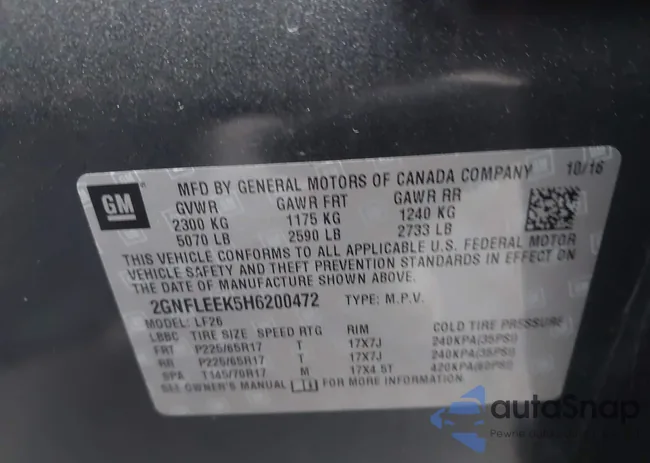 GM
MFD BY GENERAL MOTORS OF CANADA COMPANY 10/16
GVWR GAWR FRT GAWR RR
2300 KG 1175 KG 1240 KG
5070 LB 2590 LB 2733 LB
THIS VEHICLE CONFORMS TO ALL APPLICABLE U.S. FEDERAL MOTOR
VEHICLE SAFETY AND THEFT PREVENTION STANDARDS IN EFFECT ON
THE DATE OF MANUFACTURE SHOWN ABOVE.
2GNFLEEK5H6200472 TYPE: M.P.V.
MODEL: LF26
LBBC TIRE SIZE SPEED RTG RIM COLD TIRE PRESSURE
FRT P225/65R17 T 17X7J 240KPA(35PSI)
RR P225/65R17 T 17X7J 240KPA(35PSI)
SPA T145/70R17 M 17X4.5T 420KPA(60PSI)
SEE OWNER'S MANUAL FOR MORE INFORMATION
autoSnap